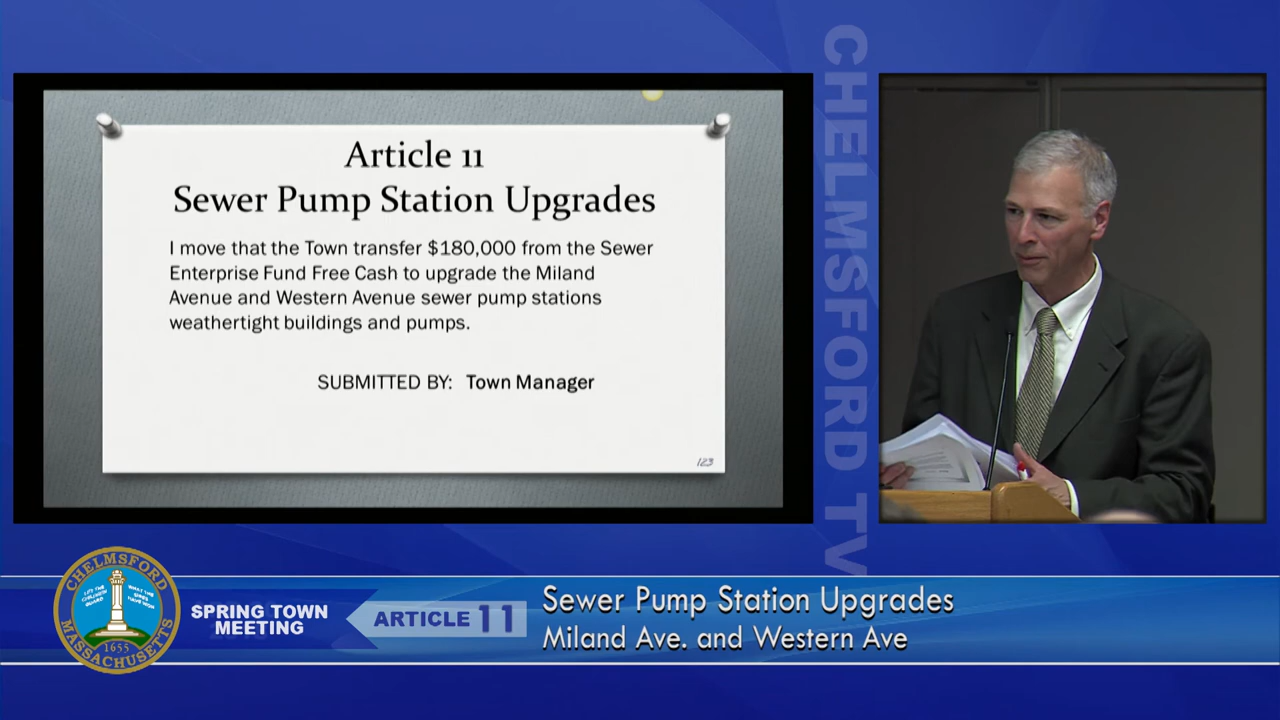 Article 11
Sewer Pump Station Upgrades
I move that the Town transfer $180,000 from the Sewer
Enterprise Fund Free Cash to upgrade the Miland
Avenue and Western Avenue sewer pump stations
weathertight buildings and pumps.
SUBMITTED BY: Town Manager
123
CHELMSFORD TV
CHELMSFORD
MASSACHUSETTS
1655
SPRING TOWN
MEETING
ARTICLE 11
Sewer Pump Station Upgrades
Miland Ave. and Western Ave